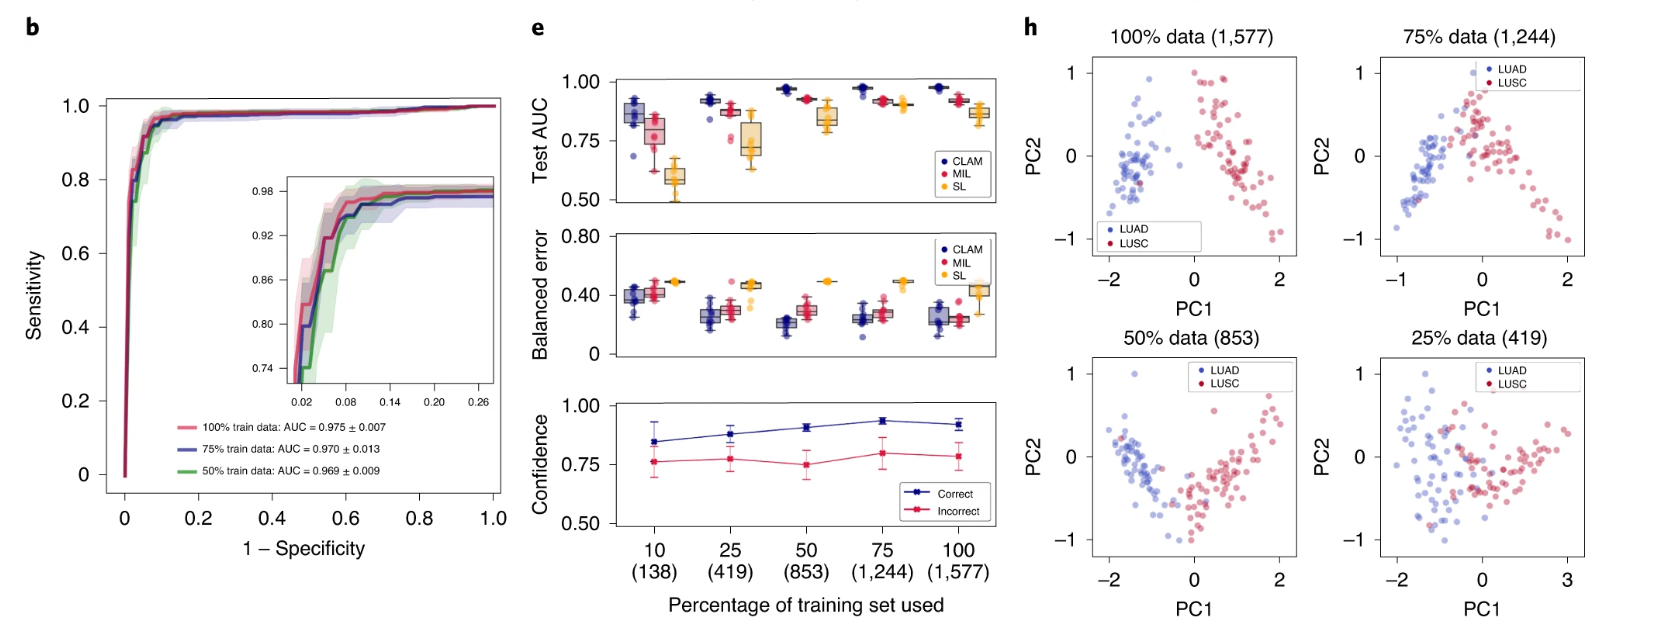 b
Sensitivity
1.0
0.8
0.6
0.4
0.2
0
0.98
0.92
0.86
0.80
0.74
0.02 0.08 0.14 0.20 0.26
100% train data: AUC = 0.975 ± 0.007
75% train data: AUC = 0.970 ± 0.013
50% train data: AUC = 0.969 ± 0.009
0 0.2 0.4 0.6 0.8 1.0
1 – Specificity
e
Test AUC
1.00
0.75
0.50
CLAM
MIL
SL
Balanced error
0.80
0.40
0
CLAM
MIL
SL
Confidence
1.00
0.75
0.50
Correct
Incorrect
10 25 50 75 100
(138) (419) (853) (1,244) (1,577)
Percentage of training set used
h
100% data (1,577)
PC2
1
0
–1
LUAD
LUSC
–2 0 2
PC1
75% data (1,244)
PC2
1
0
–1
LUAD
LUSC
–1 0 2
PC1
50% data (853)
PC2
1
0
–1
LUAD
LUSC
–2 0 2
PC1
25% data (419)
PC2
1
0
–1
LUAD
LUSC
–2 0 3
PC1